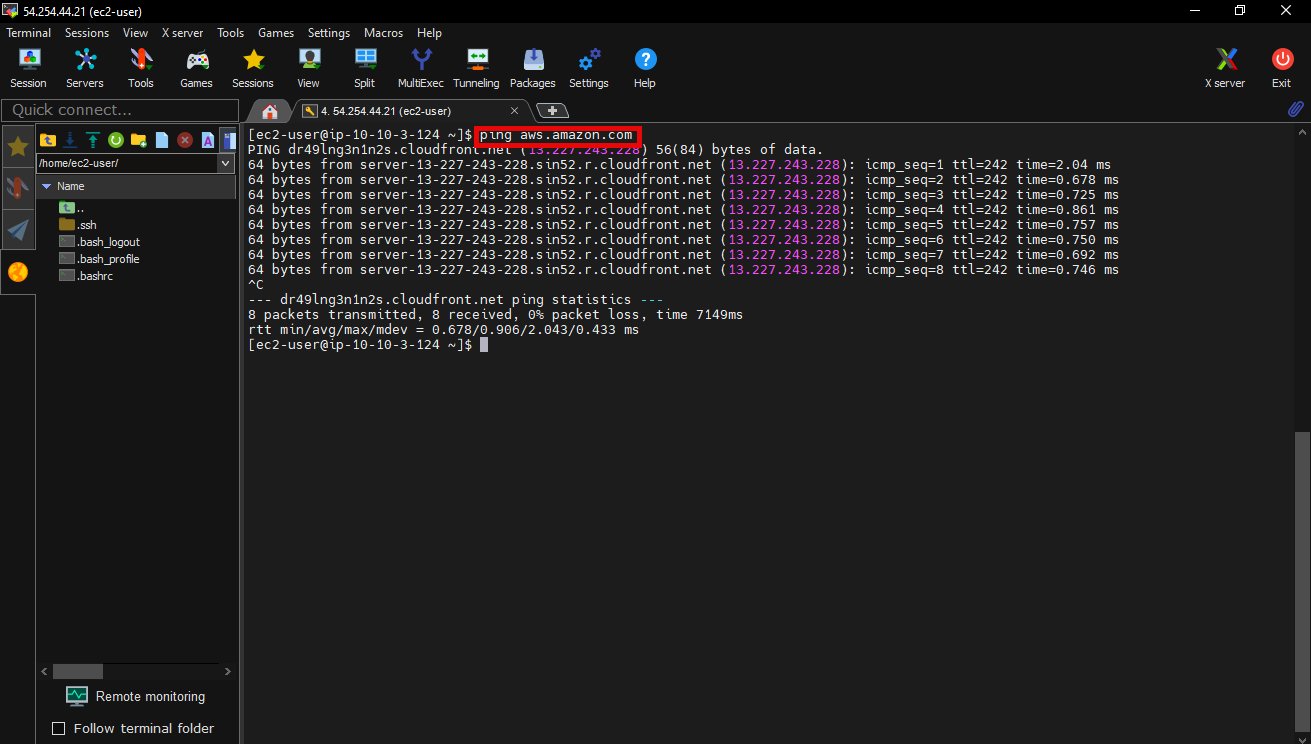 54.254.44.21 (ec2-user)
Terminal Sessions View X server Tools Games Settings Macros Help
Session Servers Tools Games Sessions View Split MultiExec Tunneling Packages Settings Help X server Exit
Quick connect...
4. 54.254.44.21 (ec2-user)
/home/ec2-user/
Name
..
.ssh
.bash_logout
.bash_profile
.bashrc
[ec2-user@ip-10-10-3-124 ~]$ ping aws.amazon.com
PING dr49lng3n1n2s.cloudfront.net (13.227.243.228) 56(84) bytes of data.
64 bytes from server-13-227-243-228.sin52.r.cloudfront.net (13.227.243.228): icmp_seq=1 ttl=242 time=2.04 ms
64 bytes from server-13-227-243-228.sin52.r.cloudfront.net (13.227.243.228): icmp_seq=2 ttl=242 time=0.678 ms
64 bytes from server-13-227-243-228.sin52.r.cloudfront.net (13.227.243.228): icmp_seq=3 ttl=242 time=0.725 ms
64 bytes from server-13-227-243-228.sin52.r.cloudfront.net (13.227.243.228): icmp_seq=4 ttl=242 time=0.861 ms
64 bytes from server-13-227-243-228.sin52.r.cloudfront.net (13.227.243.228): icmp_seq=5 ttl=242 time=0.757 ms
64 bytes from server-13-227-243-228.sin52.r.cloudfront.net (13.227.243.228): icmp_seq=6 ttl=242 time=0.750 ms
64 bytes from server-13-227-243-228.sin52.r.cloudfront.net (13.227.243.228): icmp_seq=7 ttl=242 time=0.692 ms
64 bytes from server-13-227-243-228.sin52.r.cloudfront.net (13.227.243.228): icmp_seq=8 ttl=242 time=0.746 ms
^C
--- dr49lng3n1n2s.cloudfront.net ping statistics ---
8 packets transmitted, 8 received, 0% packet loss, time 7149ms
rtt min/avg/max/mdev = 0.678/0.906/2.043/0.433 ms
[ec2-user@ip-10-10-3-124 ~]$
Remote monitoring
Follow terminal folder